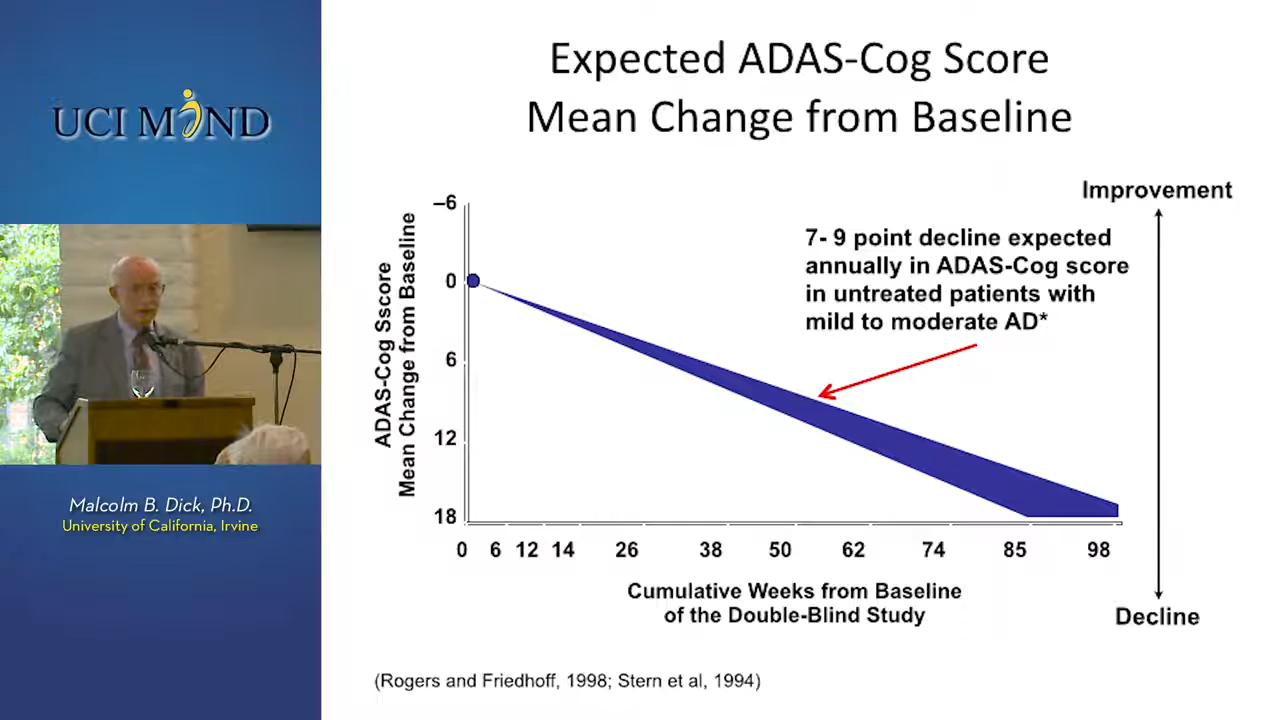 UCI MIND
Malcolm B. Dick, Ph.D.
University of California, Irvine
Expected ADAS-Cog Score
Mean Change from Baseline
Improvement
7- 9 point decline expected
annually in ADAS-Cog score
in untreated patients with
mild to moderate AD*
ADAS-Cog Sscore
Mean Change from Baseline
–6
0
6
12
18
0 6 12 14 26 38 50 62 74 85 98
Cumulative Weeks from Baseline
of the Double-Blind Study
Decline
(Rogers and Friedhoff, 1998; Stern et al, 1994)